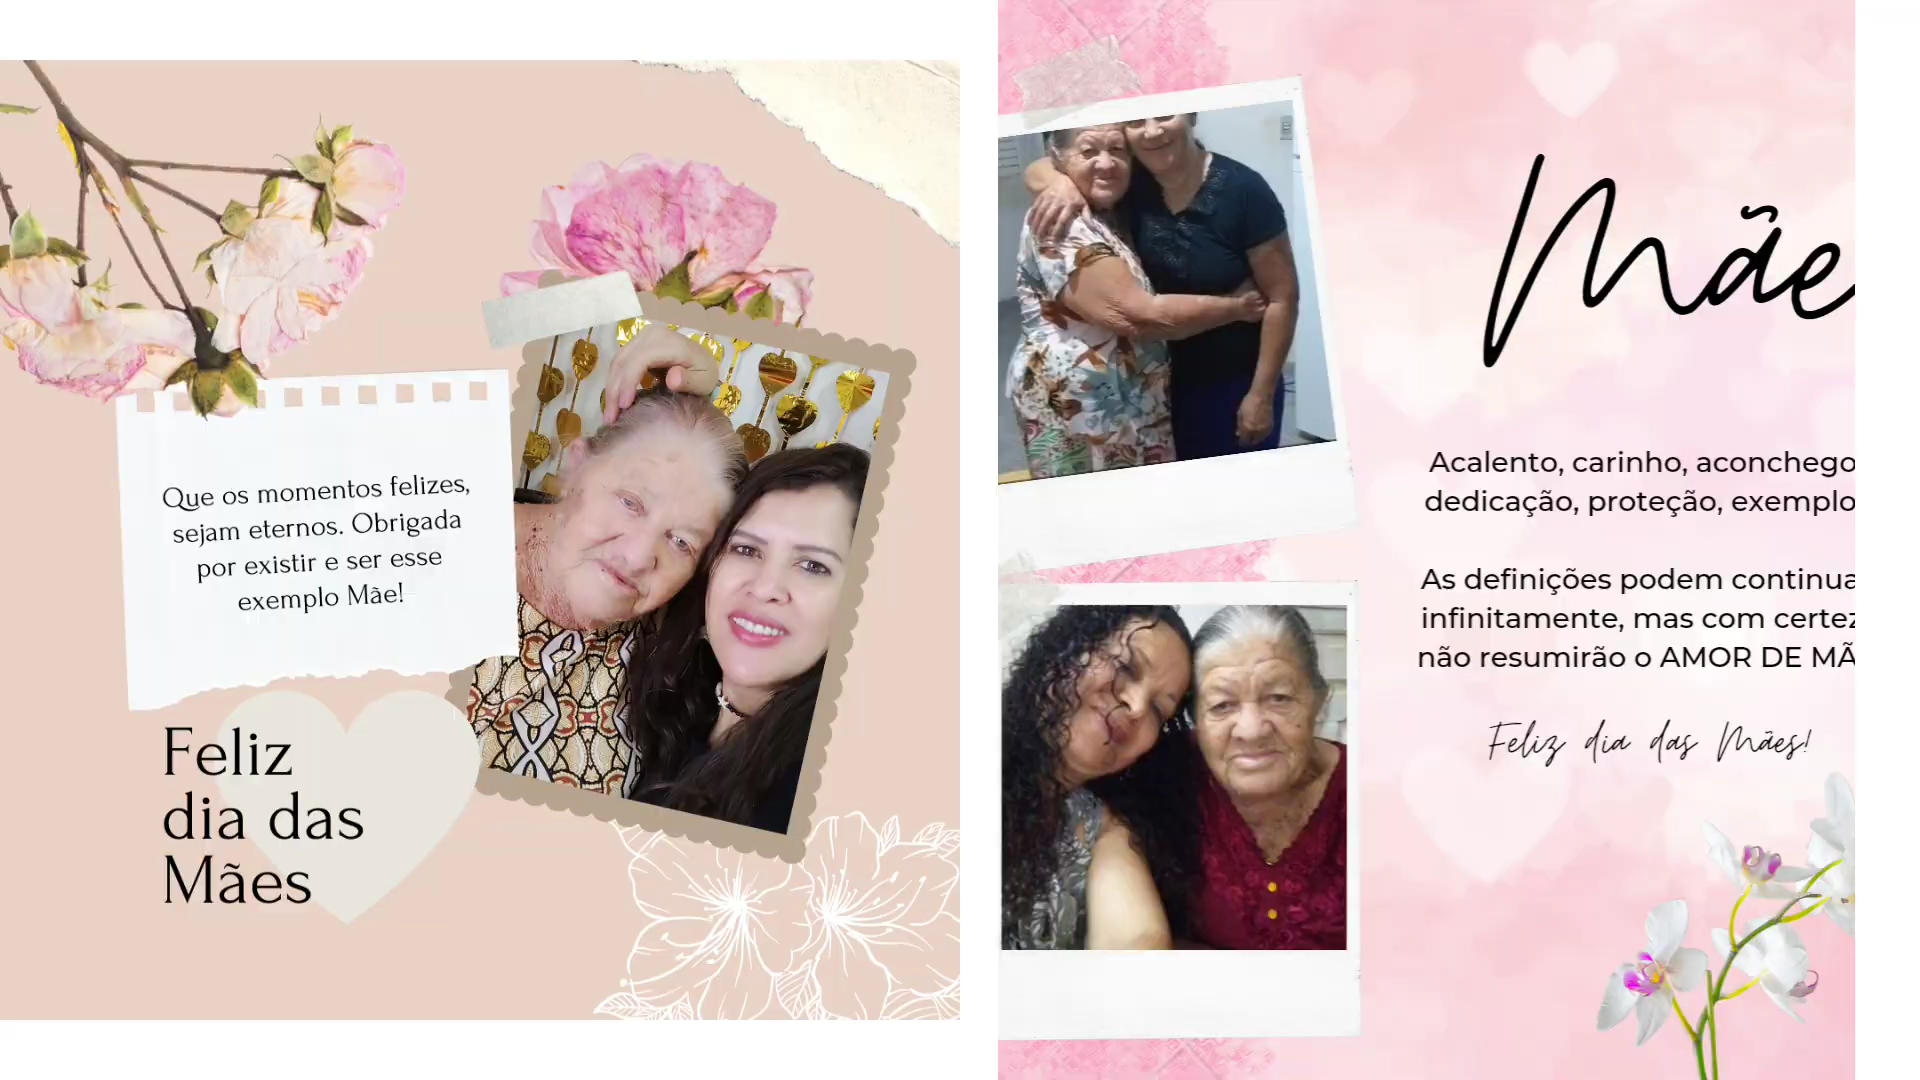 Que os momentos felizes,
sejam eternos. Obrigada
por existir e ser esse
exemplo Mãe!
Feliz
dia das
Mães
Mãe
Acalento, carinho, aconchego
dedicação, proteção, exemplo
As definições podem continua
infinitamente, mas com certez
não resumirão o AMOR DE MÃ
Feliz dia das Mães!